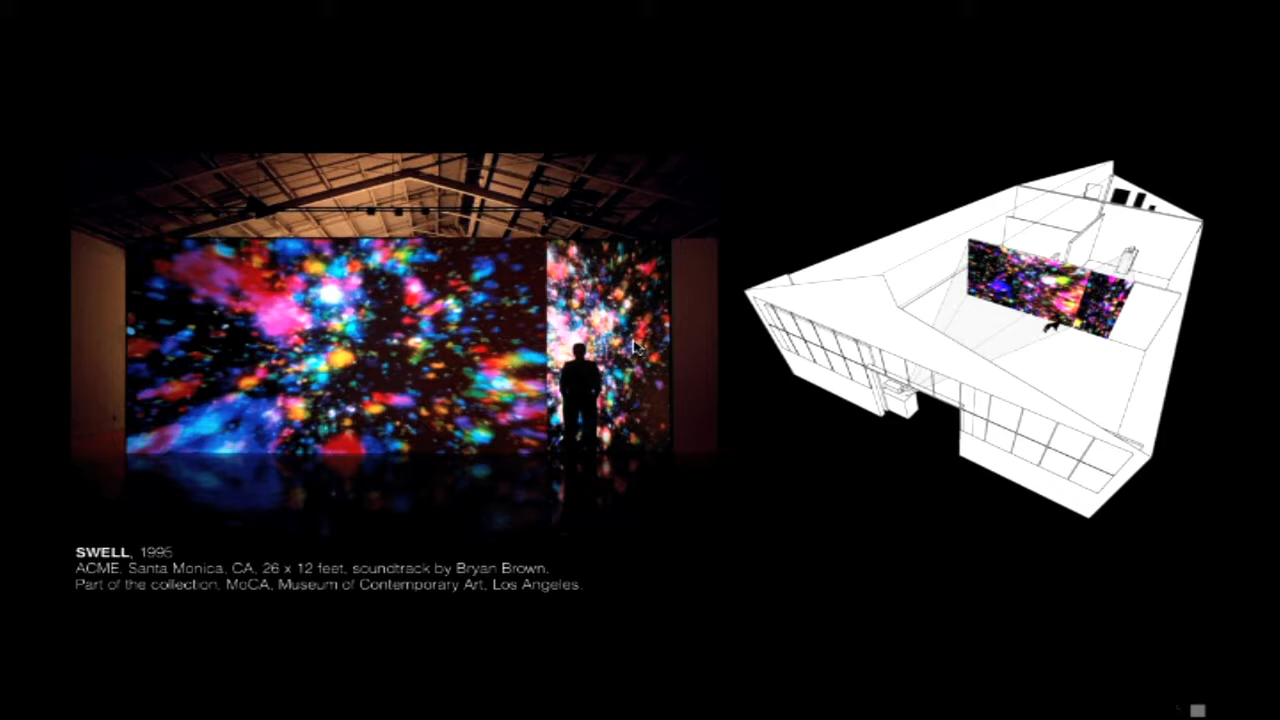 SWELL, 1995
ACME. Santa Monica, CA, 26 x 12 feet, soundtrack by Bryan Brown.
Part of the collection, MoCA, Museum of Contemporary Art, Los Angeles.